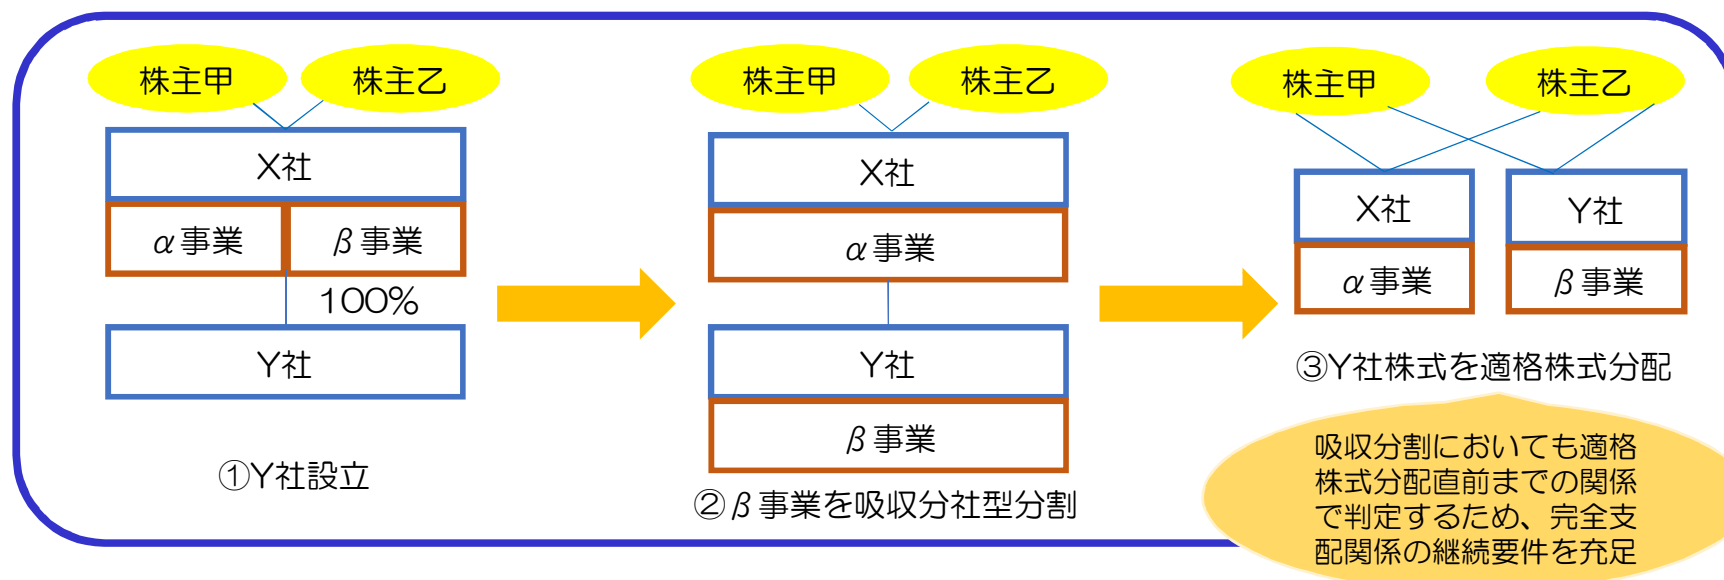 株主甲
株主乙
X社
α事業
β事業
100%
Y社
①Y社設立
株主甲
株主乙
X社
α事業
Y社
β事業
②β事業を吸収分社型分割
株主甲
株主乙
X社
Y社
α事業
β事業
③Y社株式を適格株式分配
吸収分割においても適格
株式分配直前までの関係
で判定するため、完全支
配関係の継続要件を充足